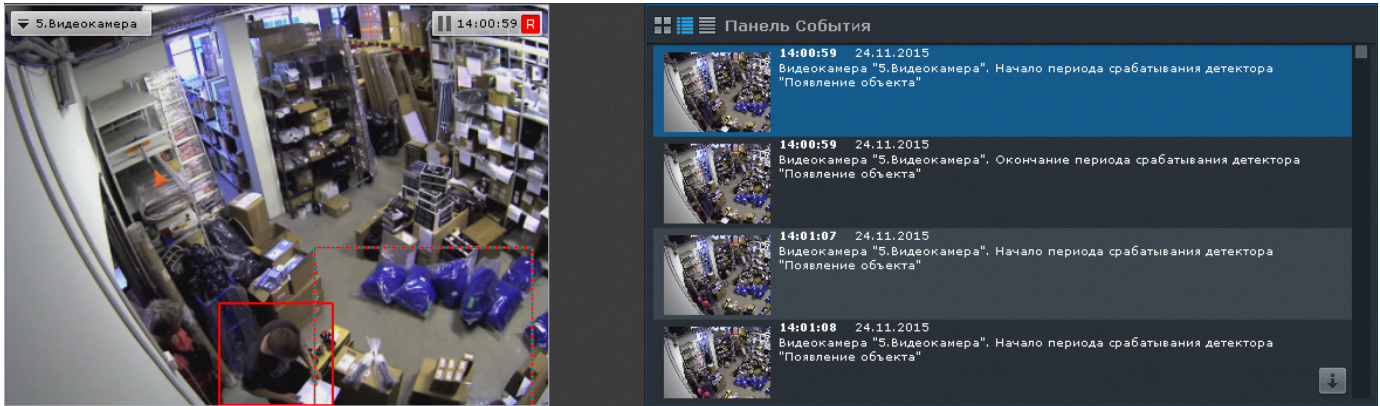 5.Видеокамера
14:00:59 R
Панель События
14:00:59 24.11.2015
Видеокамера "5.Видеокамера". Начало периода срабатывания детектора
"Появление объекта"
14:00:59 24.11.2015
Видеокамера "5.Видеокамера". Окончание периода срабатывания детектора
"Появление объекта"
14:01:07 24.11.2015
Видеокамера "5.Видеокамера". Начало периода срабатывания детектора
"Появление объекта"
14:01:08 24.11.2015
Видеокамера "5.Видеокамера". Начало периода срабатывания детектора
"Появление объекта"